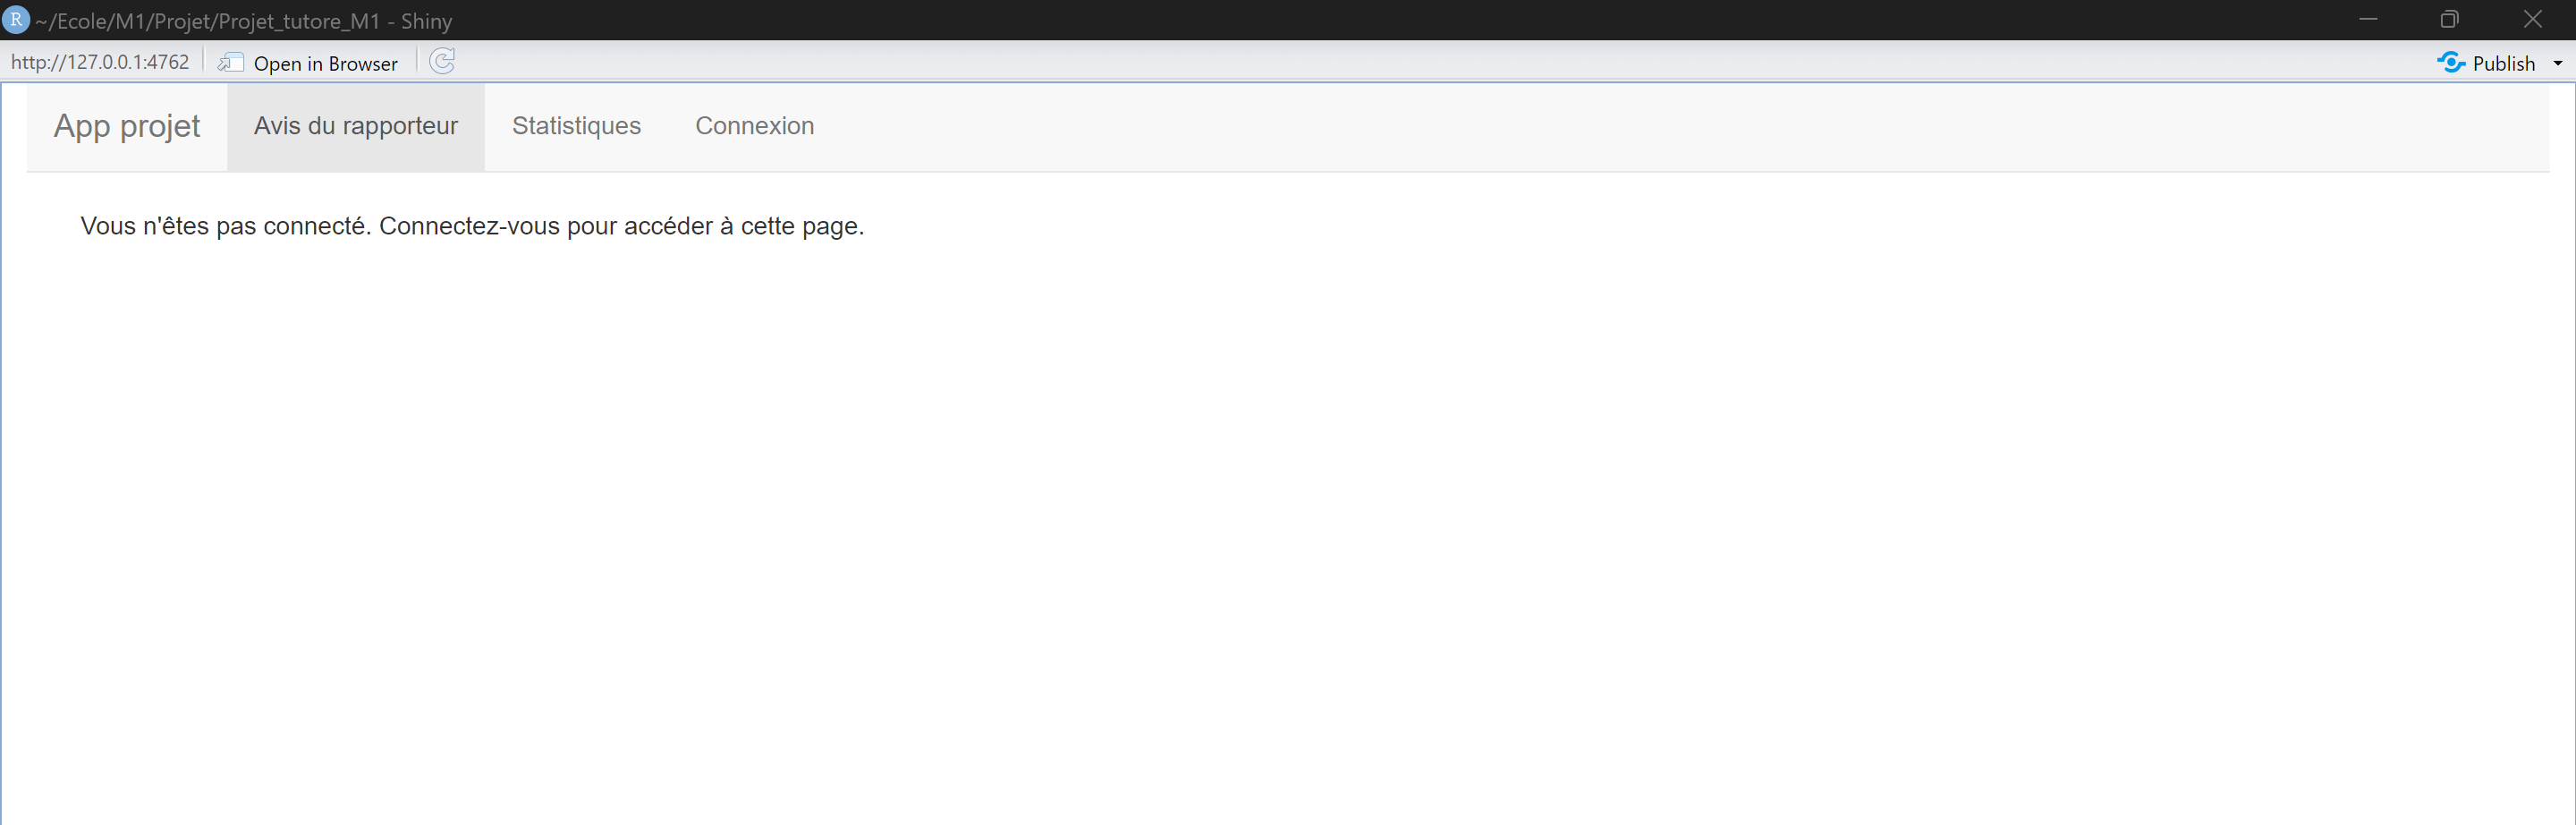 R ~/Ecole/M1/Projet/Projet_tutore_M1 - Shiny
http://127.0.0.1:4762 Open in Browser Publish
App projet Avis du rapporteur Statistiques Connexion
Vous n'êtes pas connecté. Connectez-vous pour accéder à cette page.